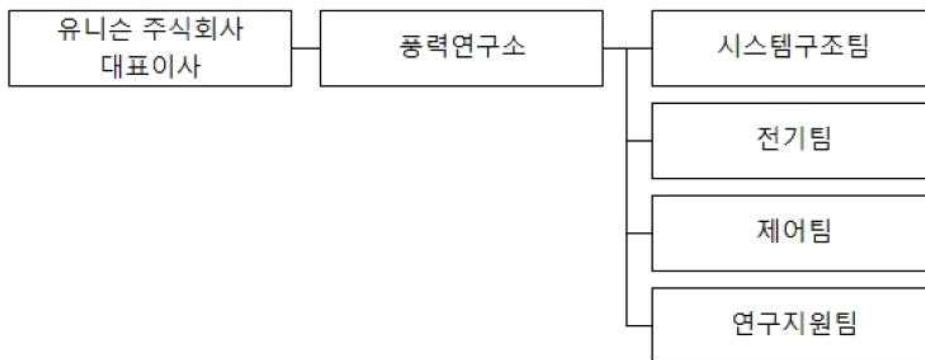 유니슨 주식회사
대표이사
풍력연구소
시스템구조팀
전기팀
제어팀
연구지원팀